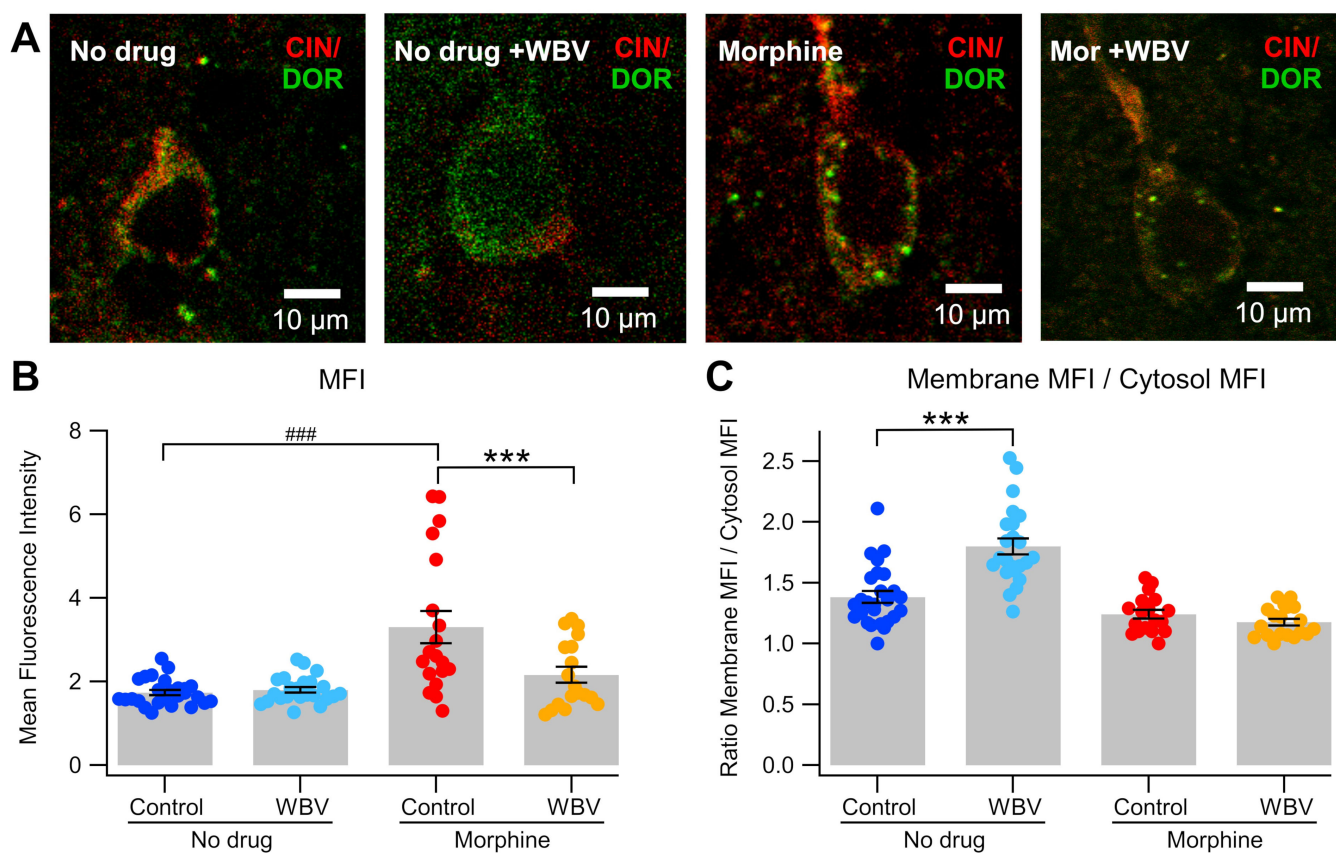 A
No drug
CIN/
DOR
10 µm
No drug +WBV
CIN/
DOR
10 µm
Morphine
CIN/
DOR
10 µm
Mor +WBV
CIN/
DOR
10 µm
B
MFI
Mean Fluorescence Intensity
8
6
4
2
0
###
***
Control
WBV
Control
WBV
No drug
Morphine
C
Membrane MFI / Cytosol MFI
Ratio Membrane MFI / Cytosol MFI
2.5
2.0
1.5
1.0
0.5
0.0
***
Control
WBV
Control
WBV
No drug
Morphine